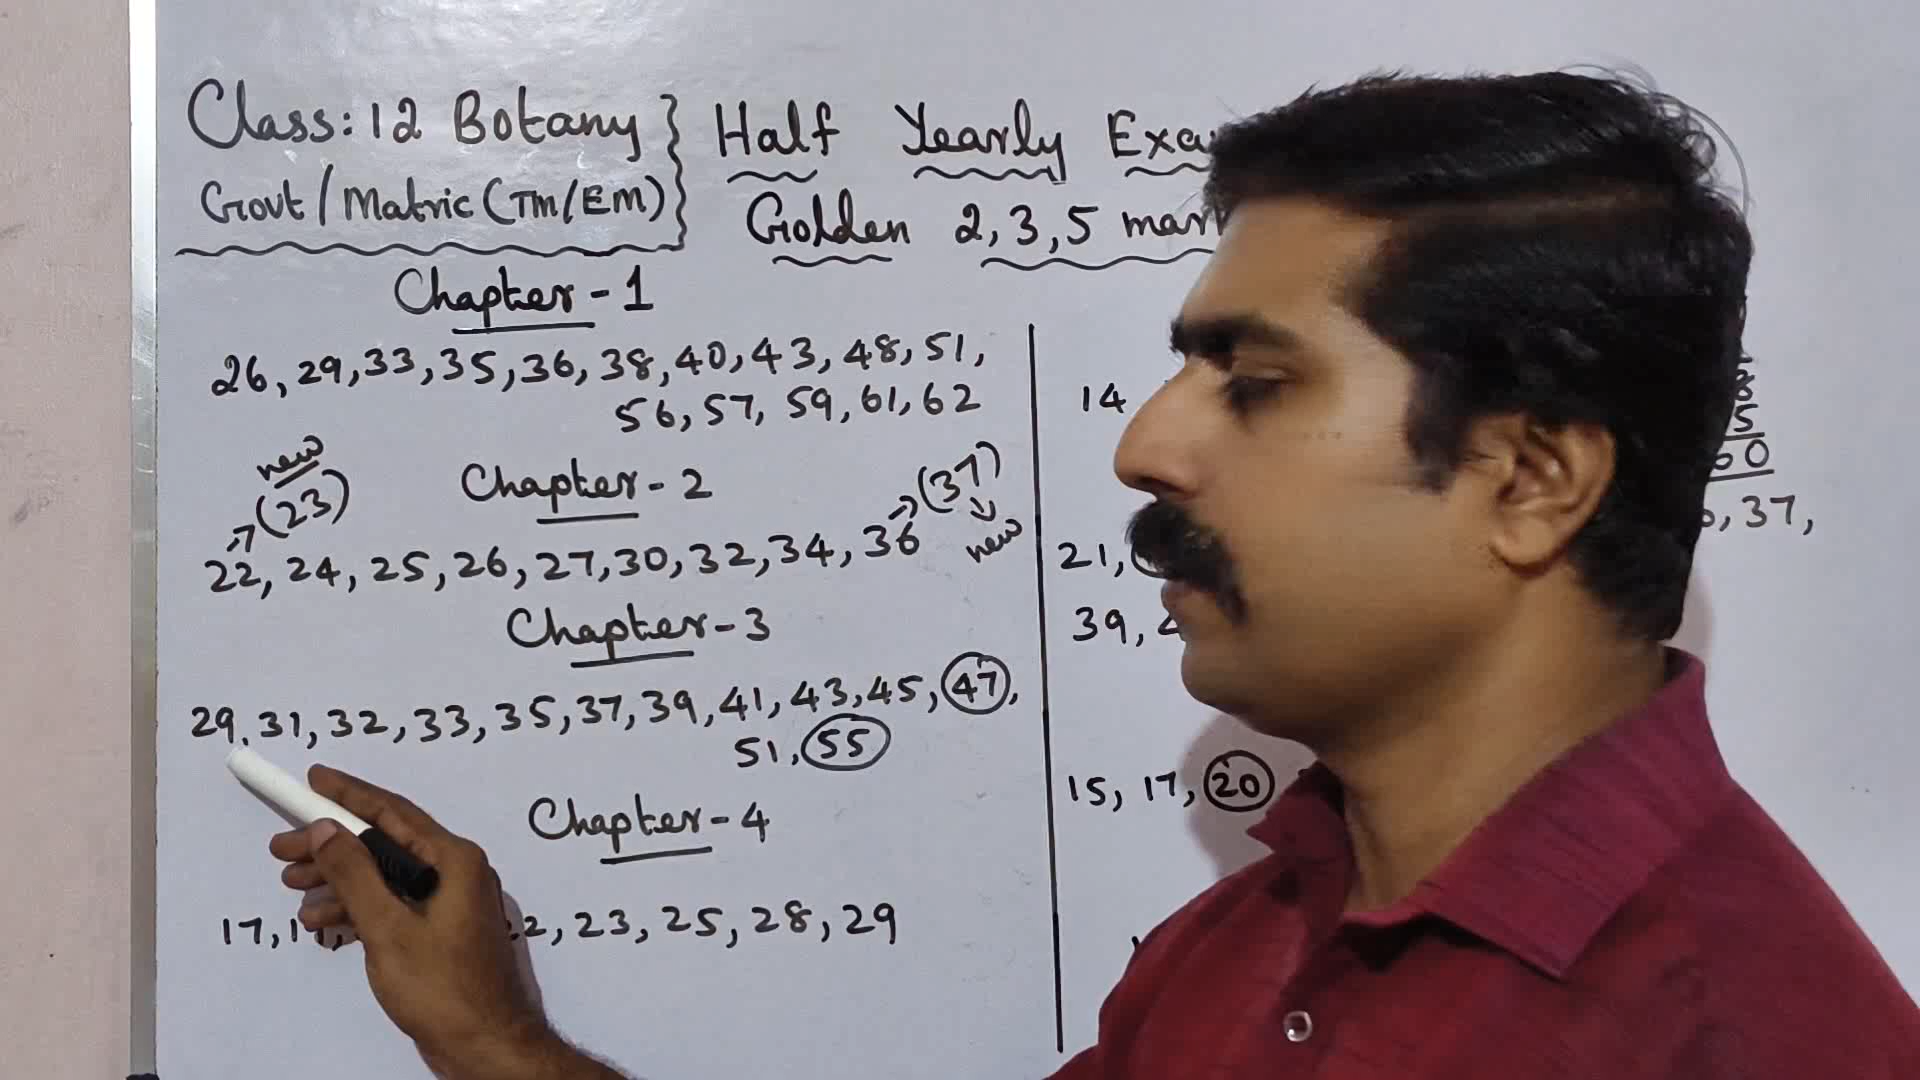 Class: 12 Botany } Half Yearly
Govt/Matric (TM/EM) } Golden 2, 3, 5
Chapter - 1
26, 29, 33, 35, 36, 38, 40, 43, 48, 51,
56, 57, 59, 61, 62
new
(23)
Chapter - 2
(37)
new
22, 24, 25, 26, 27, 30, 32, 34, 36
Chapter - 3
29, 31, 32, 33, 35, 37, 39, 41, 43, 45, 47,
51, 55
Chapter - 4
17, 23, 25, 28, 29
14
5
37,
21,
39,
15, 17, 20